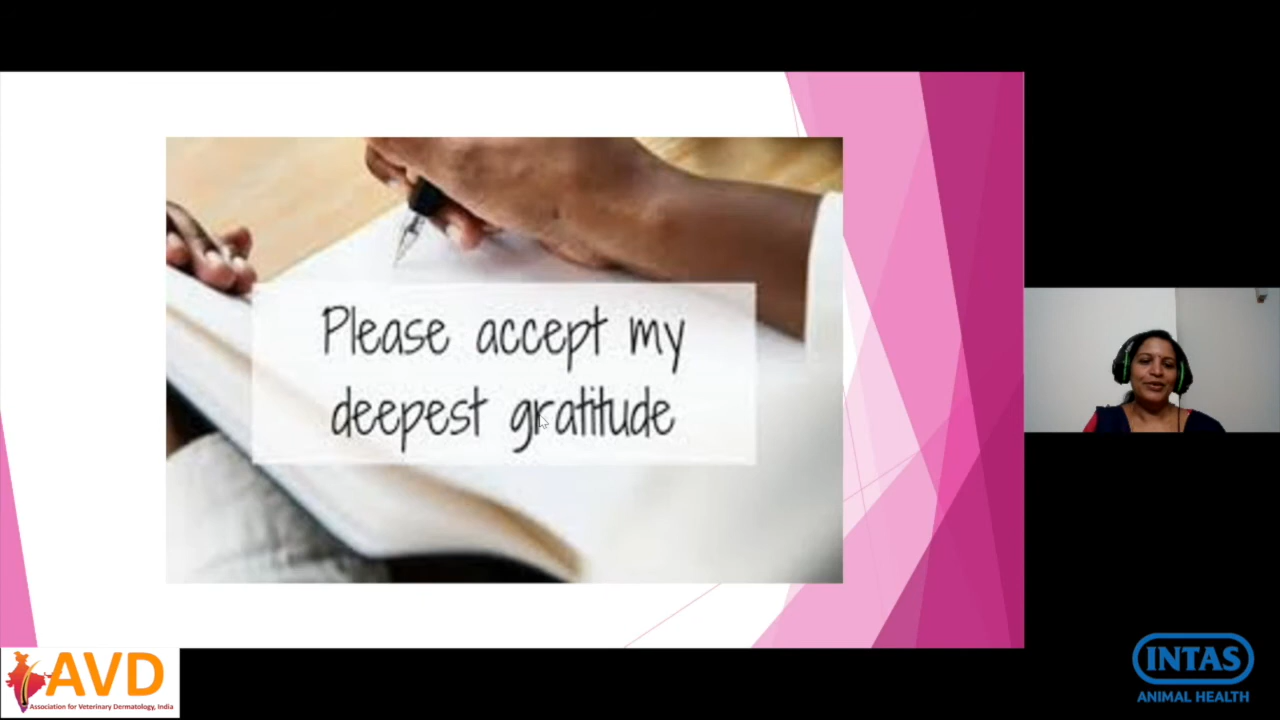 Please accept my
deepest gratitude
AVD
Association for Veterinary Dermatology, India
INTAS
ANIMAL HEALTH